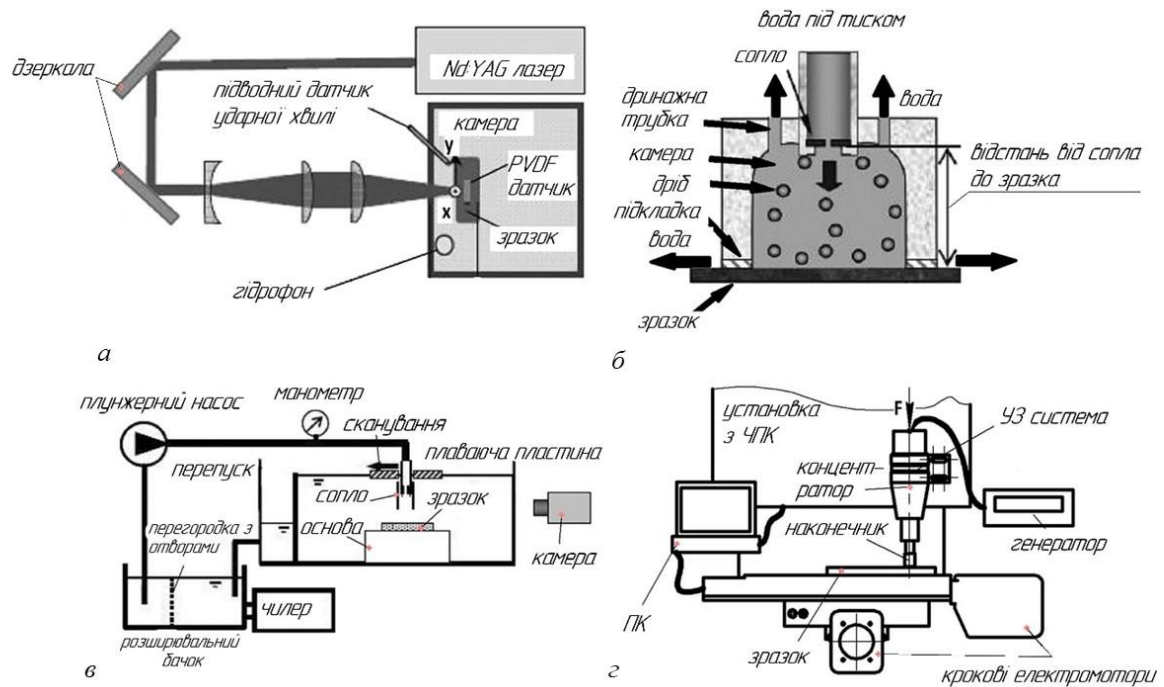 дзеркала
Nd:YAG лазер
підводний датчик
ударної хвилі
камера
y
PVDF
датчик
x
зразок
гідрофон
а
вода під тиском
сопло
дринажна
трубка
вода
камера
дріб
підкладка
вода
відстань від сопла
до зразка
зразок
б
плунжерний насос
манометр
сканування
перепуск
плаваюча пластина
сопло
зразок
перегородка з
отворами
основа
камера
чилер
розширювальний
бачок
в
установка
з ЧПК
F
УЗ система
концент-
ратор
наконечник
генератор
ПК
зразок
крокові електромотори
г